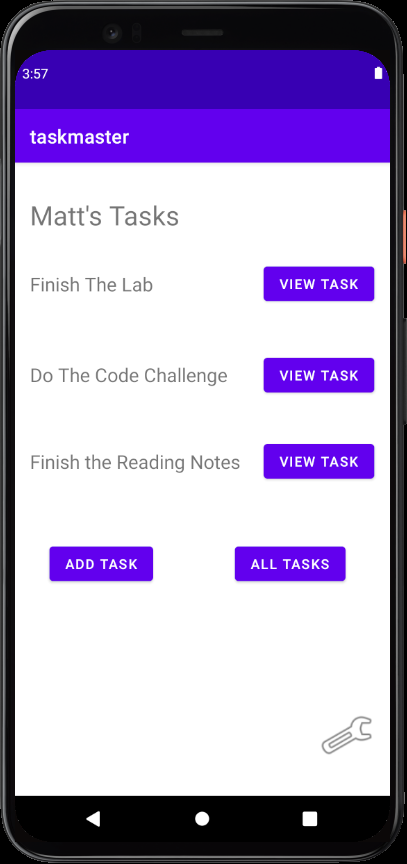 3:57
taskmaster
Matt's Tasks
Finish The Lab VIEW TASK
Do The Code Challenge VIEW TASK
Finish the Reading Notes VIEW TASK
ADD TASK ALL TASKS